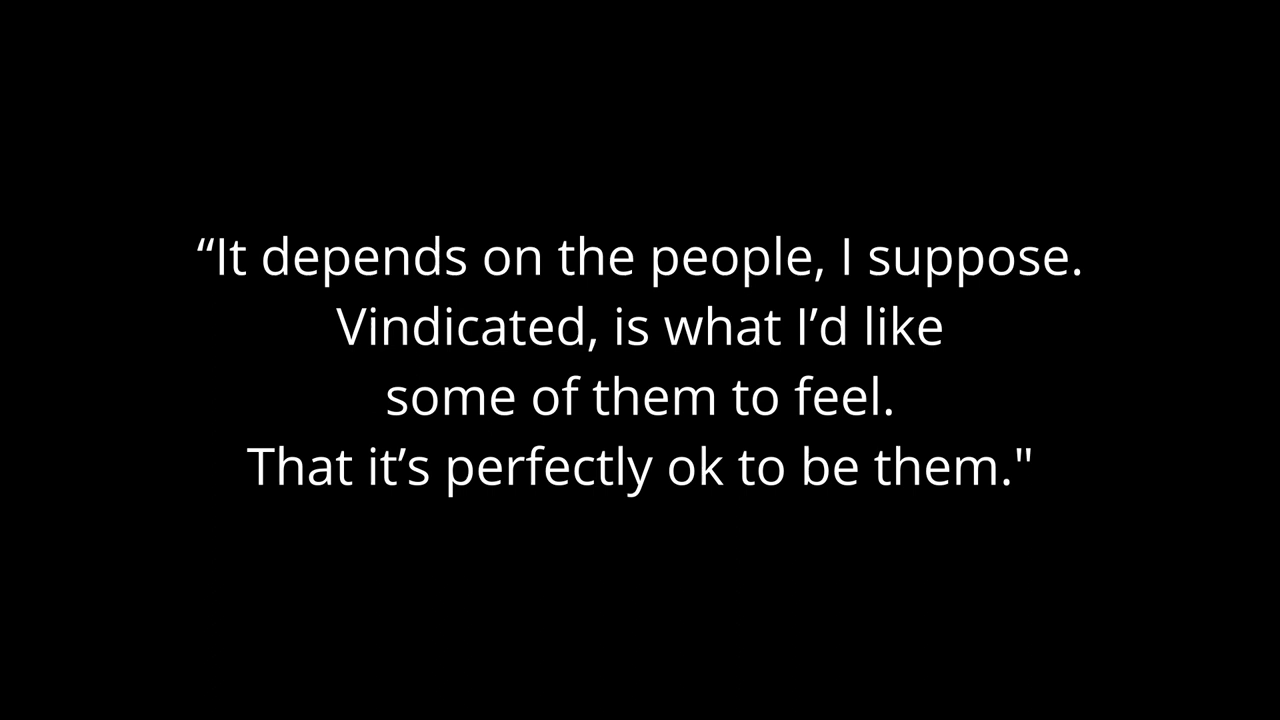 “It depends on the people, I suppose.
Vindicated, is what I’d like
some of them to feel.
That it’s perfectly ok to be them."